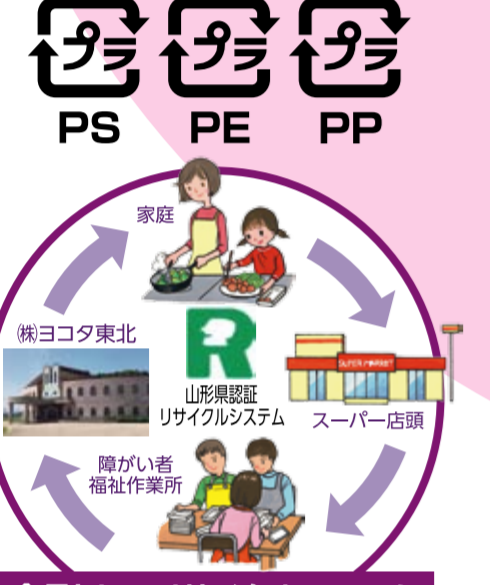 プラ プラ プラ
PS PE PP
家庭
(株)ヨコタ東北
R
山形県認証
リサイクルシステム
SUPER MARKET
スーパー店頭
障がい者
福祉作業所